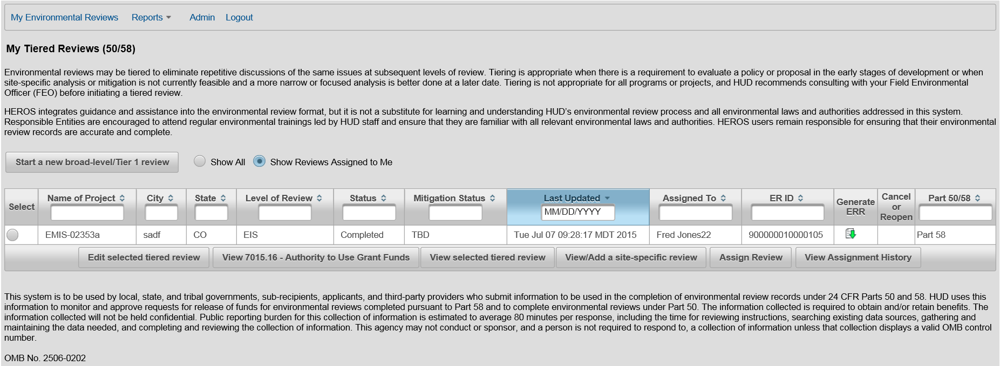 My Environmental Reviews Reports Admin Logout
My Tiered Reviews (50/58)
Environmental reviews may be tiered to eliminate repetitive discussions of the same issues at subsequent levels of review. Tiering is appropriate when there is a requirement to evaluate a policy or proposal in the early stages of development or when
site-specific analysis or mitigation is not currently feasible and a more narrow or focused analysis is better done at a later date. Tiering is not appropriate for all programs or projects, and HUD recommends consulting with your Field Environmental
Officer (FEO) before initiating a tiered review.
HEROS integrates guidance and assistance into the environmental review format, but it is not a substitute for learning and understanding HUD's environmental review process and all environmental laws and authorities addressed in this system.
Responsible Entities are encouraged to attend regular environmental trainings led by HUD staff and ensure that they are familiar with all relevant environmental laws and authorities. HEROS users remain responsible for ensuring that their environmental
review records are accurate and complete.
Start a new broad-level/Tier 1 review Show All Show Reviews Assigned to Me
Select Name of Project City State Level of Review Status Mitigation Status Last Updated Assigned To ER ID Generate ERR Cancel or Reopen Part 50/58
MM/DD/YYYY
EMIS-02353a sadf CO EIS Completed TBD Tue Jul 07 09:28:17 MDT 2015 Fred Jones22 900000010000105 Part 58
Edit selected tiered review View 7015.16 - Authority to Use Grant Funds View selected tiered review View/Add a site-specific review Assign Review View Assignment History
This system is to be used by local, state, and tribal governments, sub-recipients, applicants, and third-party providers who submit information to be used in the completion of environmental review records under 24 CFR Parts 50 and 58. HUD uses this
information to monitor and approve requests for release of funds for environmental reviews completed pursuant to Part 58 and to complete environmental reviews under Part 50. The information collected is required to obtain and/or retain benefits. The
information collected will not be held confidential. Public reporting burden for this collection of information is estimated to average 80 minutes per response, including the time for reviewing instructions, searching existing data sources, gathering and
maintaining the data needed, and completing and reviewing the collection of information. This agency may not conduct or sponsor, and a person is not required to respond to, a collection of information unless that collection displays a valid OMB control
number.
OMB No. 2506-0202